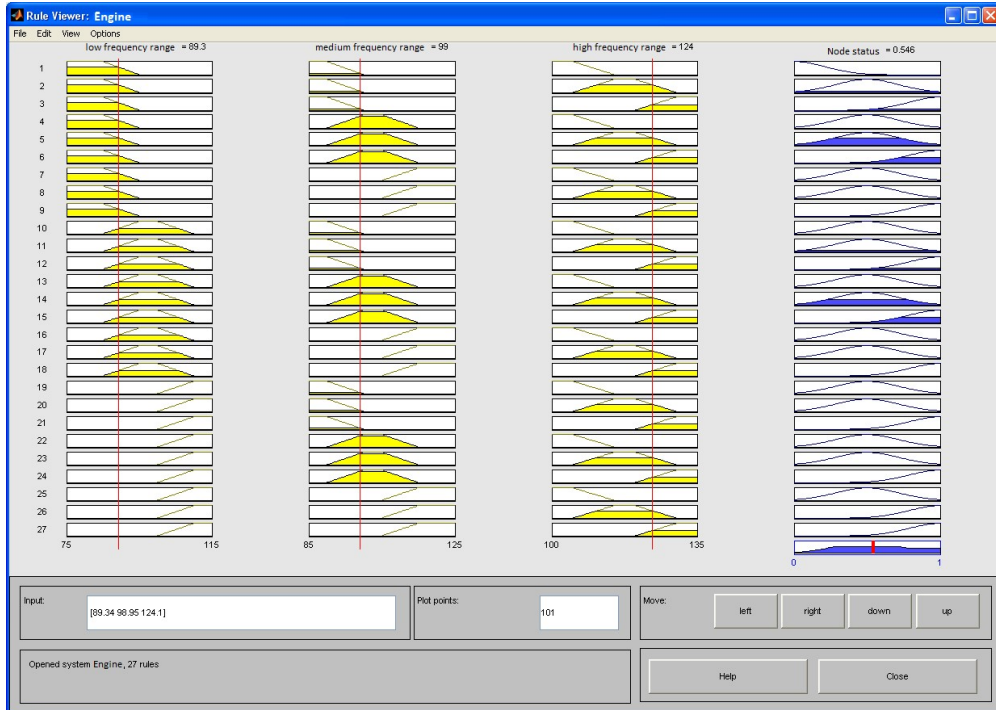 Rule Viewer: Engine
File Edit View Options
low frequency range = 89.3
medium frequency range = 99
high frequency range = 124
Node status = 0.546
1
2
3
4
5
6
7
8
9
10
11
12
13
14
15
16
17
18
19
20
21
22
23
24
25
26
27
75 115 85 125 100 135
0 1
Input: [89.34 98.95 124.1]
Plot points: 101
Move: left right down up
Opened system Engine, 27 rules
Help Close